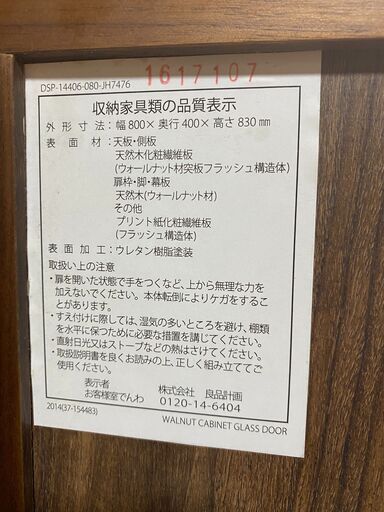 DSP-14406-080-JH7476
1617107
収納家具類の品質表示
外形寸法:幅800×奥行400×高さ830mm
表面材:天板・側板
天然木化粧繊維板
(ウォールナット材突板フラッシュ構造体)
扉枠・脚・幕板
天然木(ウォールナット材)
その他
プリント紙化粧繊維板
(フラッシュ構造体)
表面加工:ウレタン樹脂塗装
取扱い上の注意
・扉を開いた状態で手をつくなど、上から無理な力を
加えないでください。本体転倒によりケガをするこ
とがあります。
・すえ付けに際しては、湿気の多いところを避け、棚類
を水平に保つために必要な措置を講じてください。
・直射日光又はストーブなどの熱はさけてください。
・取扱説明書を良くお読みの上、正しく組み立ててご
使用ください。
表示者 株式会社 良品計画
お客様室でんわ 0120-14-6404
2014(37-154483) WALNUT CABINET GLASS DOOR